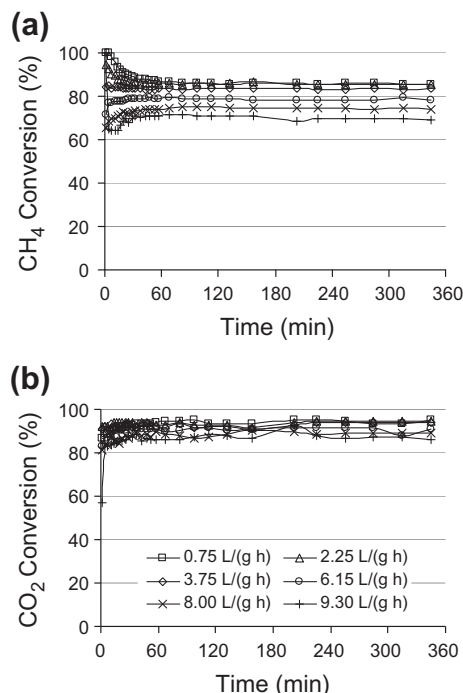 (a)
CH₄ Conversion (%)
100
80
60
40
20
0
0 60 120 180 240 300 360
Time (min)
(b)
CO₂ Conversion (%)
100
80
60
40
20
0
0.75 L/(g h) 2.25 L/(g h)
3.75 L/(g h) 6.15 L/(g h)
8.00 L/(g h) 9.30 L/(g h)
0 60 120 180 240 300 360
Time (min)